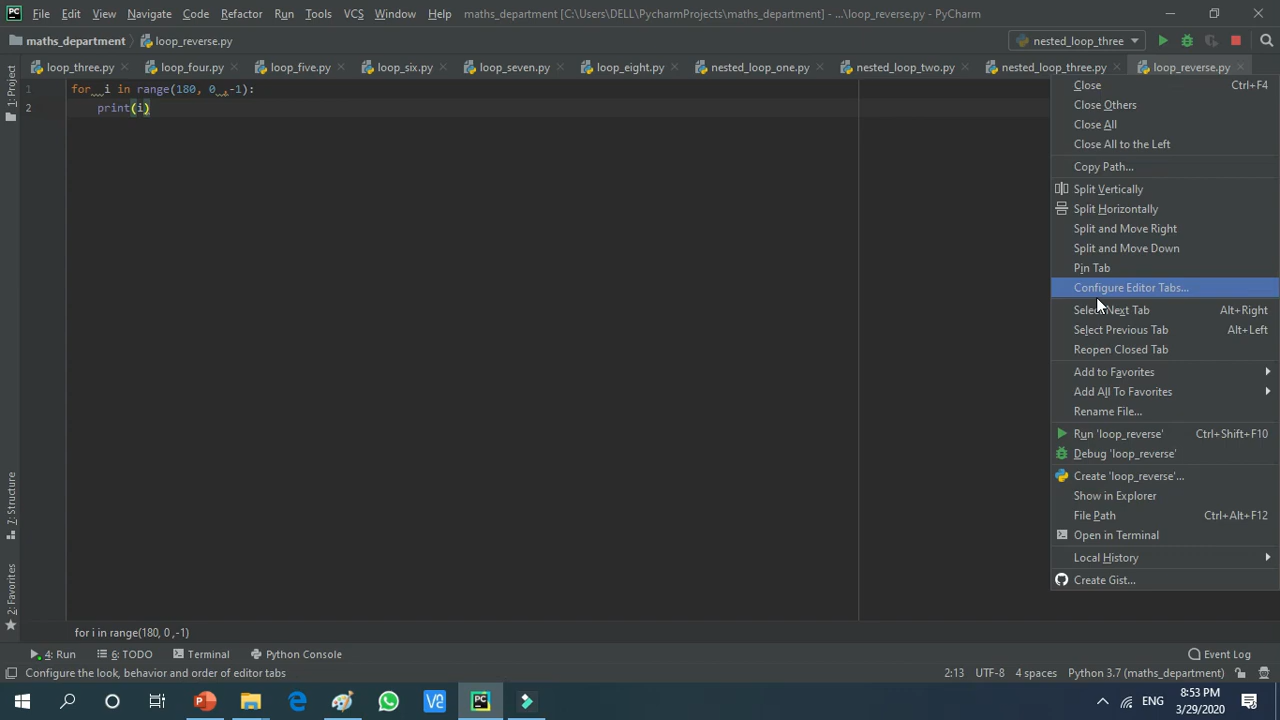 PC File Edit View Navigate Code Refactor Run Tools VCS Window Help maths_department [C:\Users\DELL\PycharmProjects\maths_department] - ...\loop_reverse.py - PyCharm
maths_department loop_reverse.py nested_loop_three
loop_three.py loop_four.py loop_five.py loop_six.py loop_seven.py loop_eight.py nested_loop_one.py nested_loop_two.py nested_loop_three.py loop_reverse.py
1: Project
1 for i in range(180, 0 ,-1):
2 print(i)
Close Ctrl+F4
Close Others
Close All
Close All to the Left
Copy Path...
Split Vertically
Split Horizontally
Split and Move Right
Split and Move Down
Pin Tab
Configure Editor Tabs...
Select Next Tab Alt+Right
Select Previous Tab Alt+Left
Reopen Closed Tab
Add to Favorites
Add All To Favorites
Rename File...
Run 'loop_reverse' Ctrl+Shift+F10
Debug 'loop_reverse'
Create 'loop_reverse'...
Show in Explorer
File Path Ctrl+Alt+F12
Open in Terminal
Local History
Create Gist...
7: Structure
2: Favorites
for i in range(180, 0 ,-1)
4: Run 6: TODO Terminal Python Console Event Log
Configure the look, behavior and order of editor tabs 2:13 UTF-8 4 spaces Python 3.7 (maths_department)
ENG 8:53 PM
3/29/2020